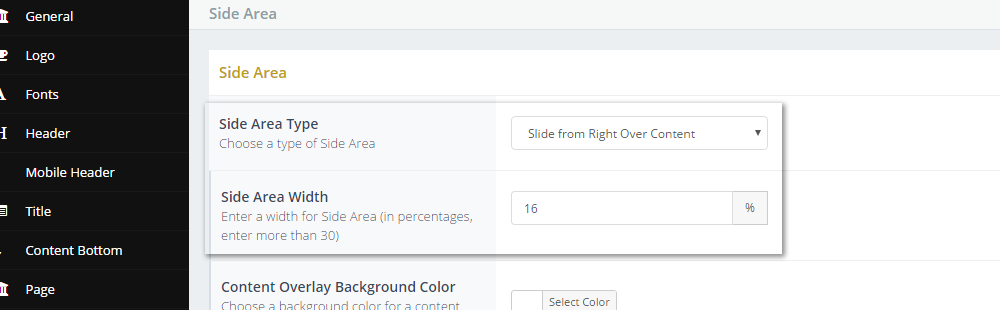 General
Logo
Fonts
Header
Mobile Header
Title
Content Bottom
Page
Side Area
Side Area
Side Area Type
Choose a type of Side Area
Slide from Right Over Content
Side Area Width
Enter a width for Side Area (in percentages,
enter more than 30)
16
%
Content Overlay Background Color
Choose a background color for a content
Select Color